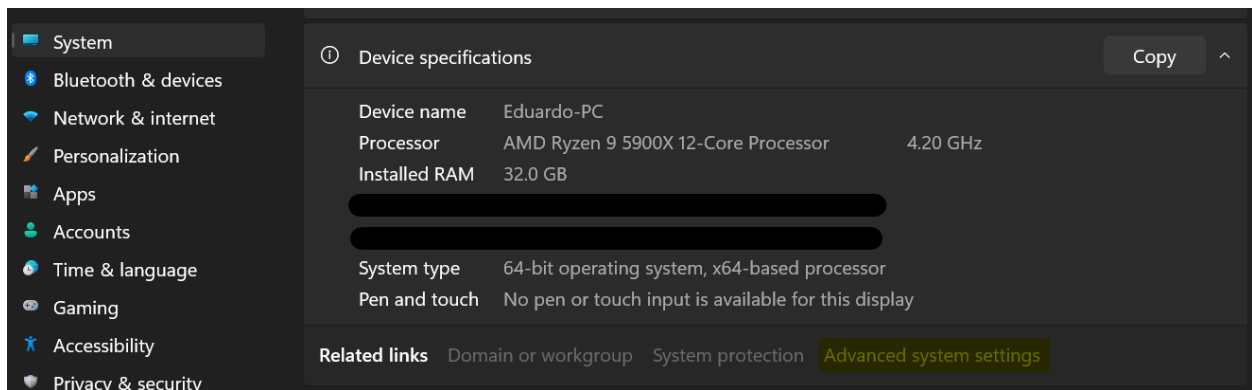 System
Bluetooth & devices
Network & internet
Personalization
Apps
Accounts
Time & language
Gaming
Accessibility
Privacy & security
Device specifications
Copy
Device name Eduardo-PC
Processor AMD Ryzen 9 5900X 12-Core Processor 4.20 GHz
Installed RAM 32.0 GB
System type 64-bit operating system, x64-based processor
Pen and touch No pen or touch input is available for this display
Related links Domain or workgroup System protection Advanced system settings